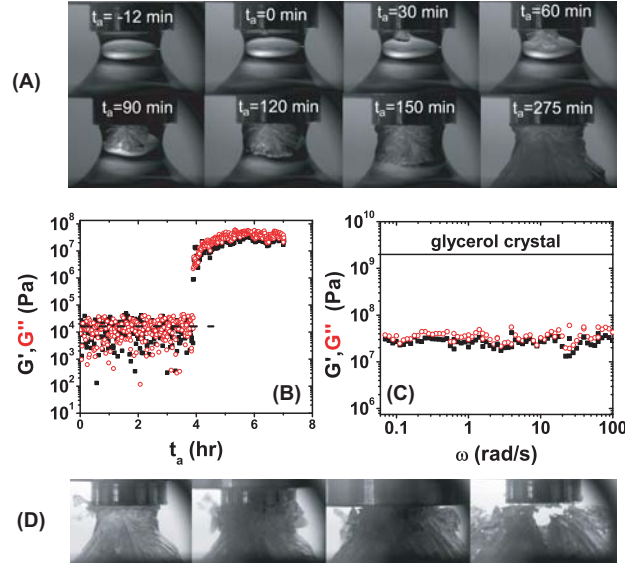 (A)
t_a=-12 min
t_a=0 min
t_a=30 min
t_a=60 min
t_a=90 min
t_a=120 min
t_a=150 min
t_a=275 min
G',G" (Pa)
10^8
10^7
10^6
10^5
10^4
10^3
10^2
10^1
0 2 4 6 8
t_a (hr)
(B)
G',G" (Pa)
10^10
10^9
10^8
10^7
10^6
glycerol crystal
0.1 1 10 100
ω (rad/s)
(C)
(D)